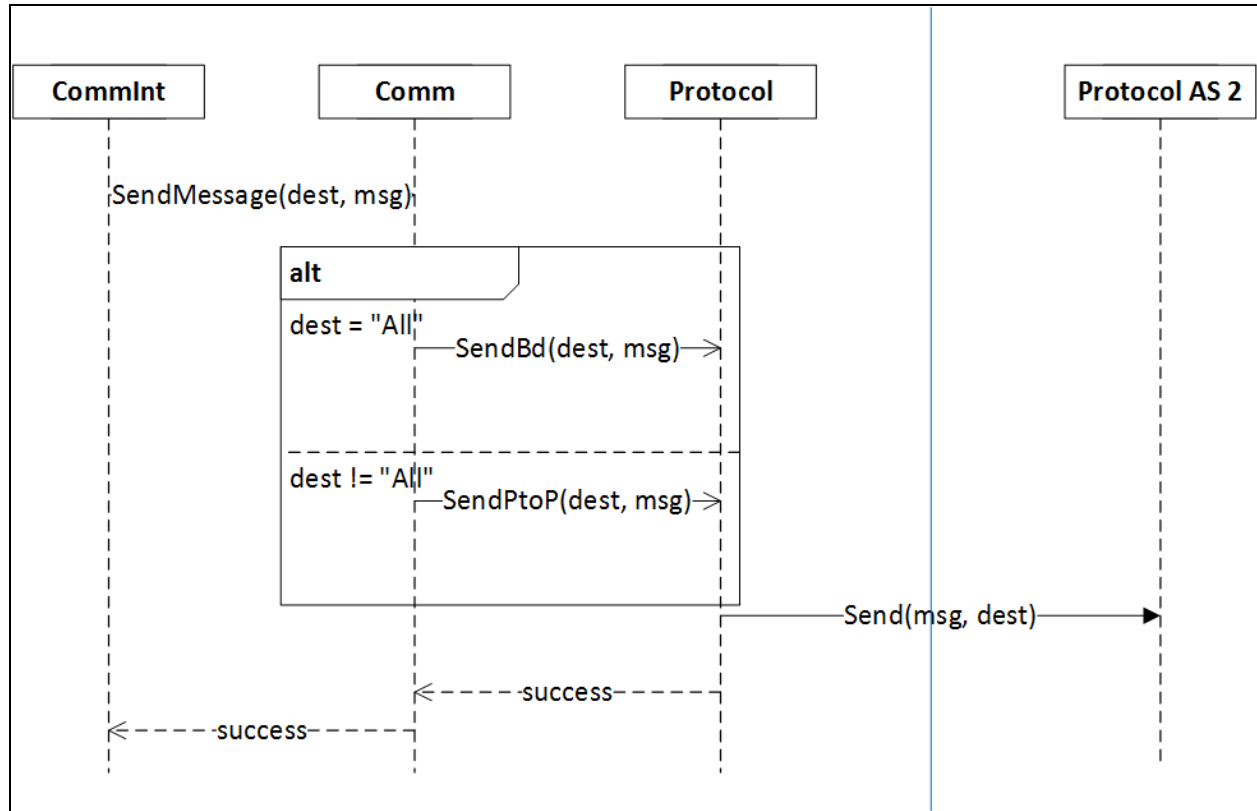 CommInt
Comm
Protocol
Protocol AS 2
SendMessage(dest, msg)
alt
dest = "All"
SendBd(dest, msg)
dest != "All"
SendPtoP(dest, msg)
Send(msg, dest)
success
success